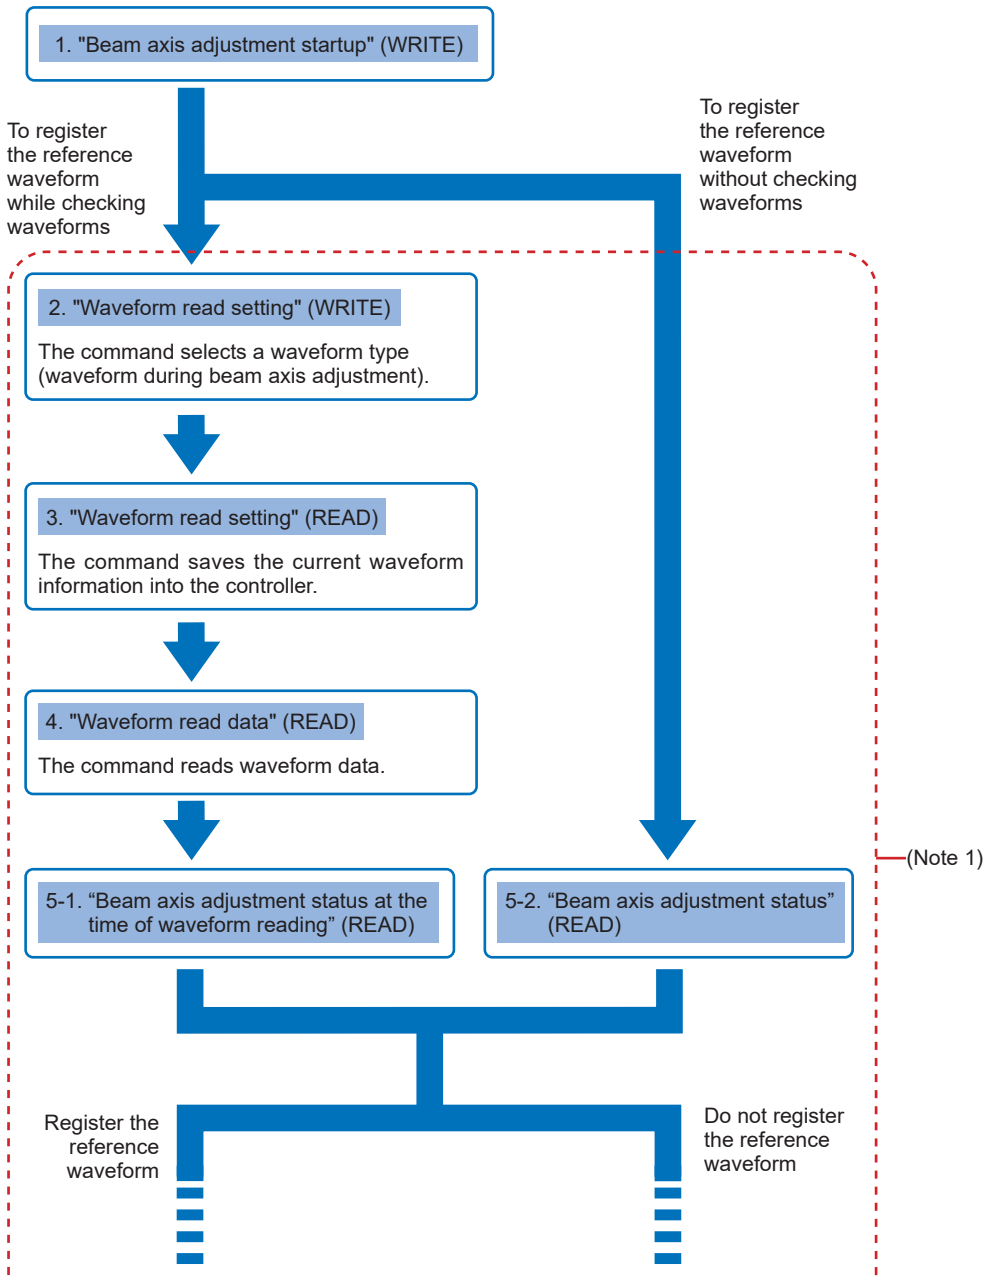 1. "Beam axis adjustment startup" (WRITE)
To register
the reference
waveform
while checking
waveforms
To register
the reference
waveform
without checking
waveforms
2. "Waveform read setting" (WRITE)
The command selects a waveform type
(waveform during beam axis adjustment).
3. "Waveform read setting" (READ)
The command saves the current waveform
information into the controller.
4. "Waveform read data" (READ)
The command reads waveform data.
(Note 1)
5-1. “Beam axis adjustment status at the
time of waveform reading” (READ)
5-2. “Beam axis adjustment status”
(READ)
Register the
reference
waveform
Do not register
the reference
waveform